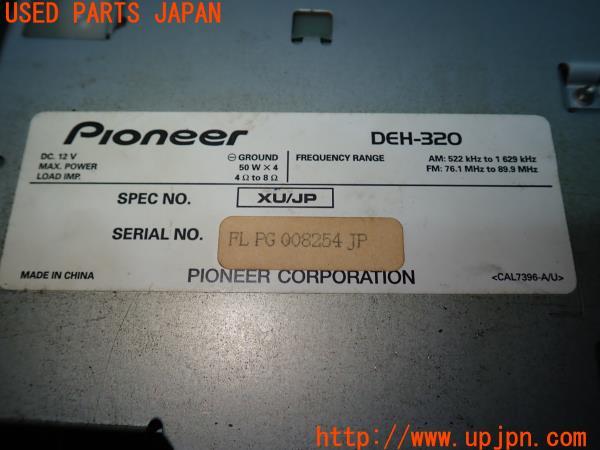 USED PARTS JAPAN
Pioneer DEH-320
DC. 12 V ⊖ GROUND
MAX. POWER 50 W × 4
LOAD IMP. 4 Ω to 8 Ω
FREQUENCY RANGE AM: 522 kHz to 1 629 kHz
FM: 76.1 MHz to 89.9 MHz
SPEC NO. XU/JP
SERIAL NO. FL PG 008254 JP
MADE IN CHINA PIONEER CORPORATION <CAL7396-A/U>
http://www.upjpn.com/